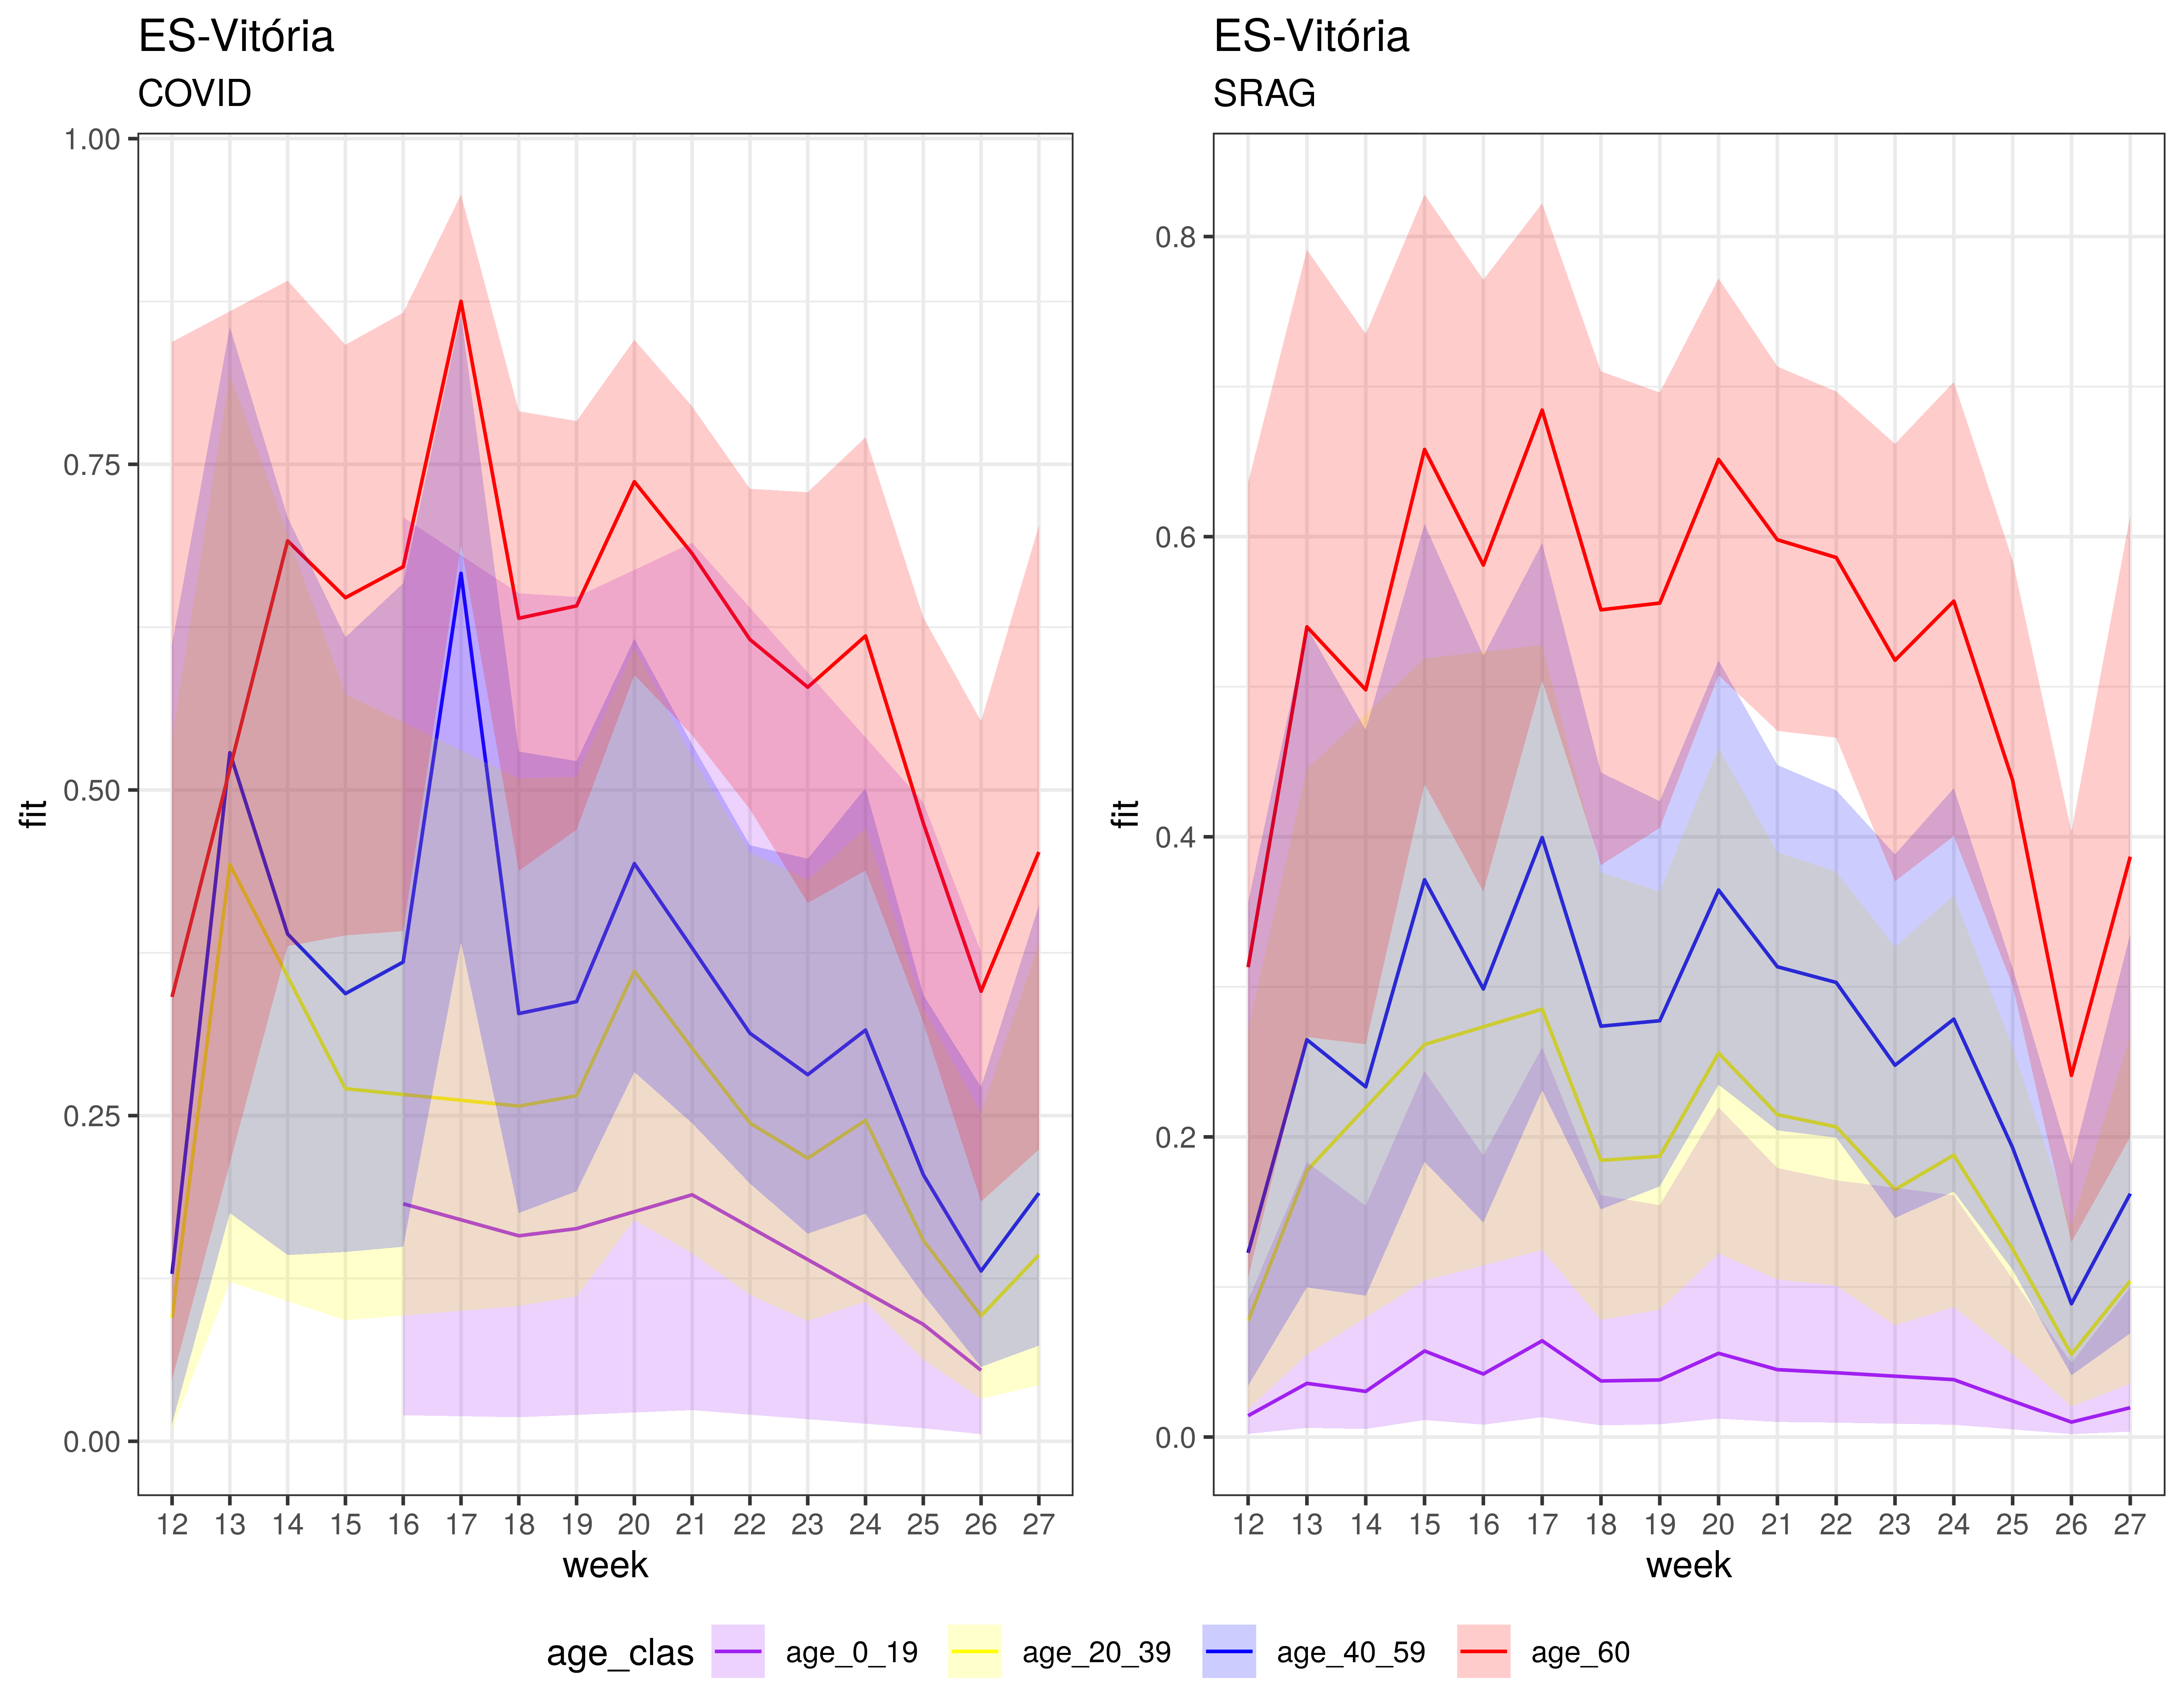 ES-Vitória
COVID
1.00
0.75
0.50
0.25
0.00
fit
12 13 14 15 16 17 18 19 20 21 22 23 24 25 26 27
week
ES-Vitória
SRAG
0.8
0.6
0.4
0.2
0.0
fit
12 13 14 15 16 17 18 19 20 21 22 23 24 25 26 27
week
age_clas age_0_19 age_20_39 age_40_59 age_60